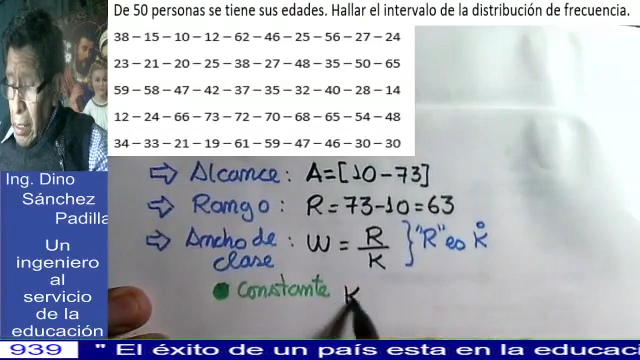 De 50 personas se tiene sus edades. Hallar el intervalo de la distribución de frecuencia.
38 – 15 – 10 – 12 – 62 – 46 – 25 – 56 – 27 – 24
23 – 21 – 20 – 25 – 38 – 27 – 48 – 35 – 50 – 65
59 – 58 – 47 – 42 – 37 – 35 – 32 – 40 – 28 – 14
12 – 24 – 66 – 73 – 72 – 70 – 68 – 65 – 54 – 48
34 – 33 – 21 – 19 – 61 – 59 – 47 – 46 – 30 – 30
⇨ Alcance : A = [10 – 73]
⇨ Rango : R = 73 – 10 = 63
⇨ Ancho de clase : W = R/K } "R" es K̊
● Constante K
Ing. Dino
Sánchez
Padilla
Un
ingeniero
al
servicio
de la
educación
939
" El éxito de un país esta en la educac